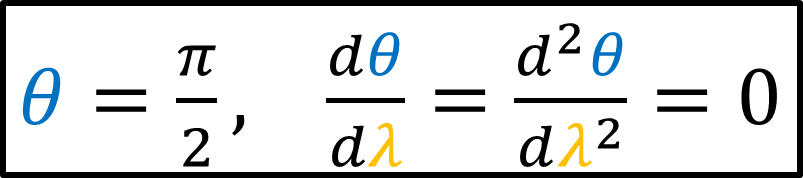 θ = π/2, dθ/dλ = d²θ/dλ² = 0